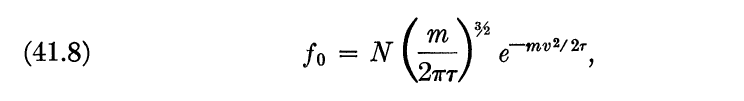 (41.8) f₀ = N (m/2πτ)^{3/2} e^{−mv²/2τ},